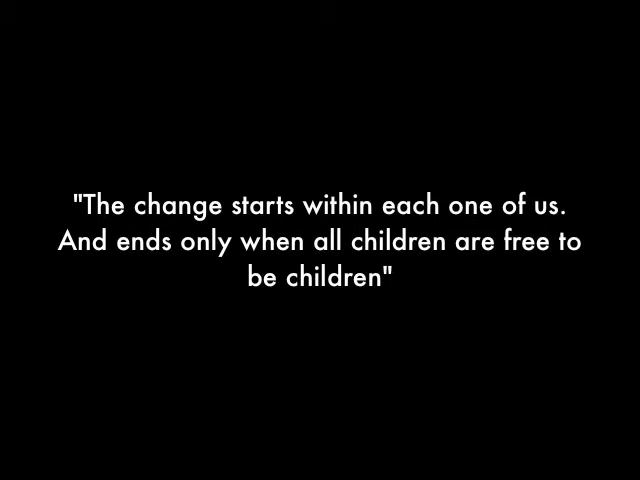 "The change starts within each one of us.
And ends only when all children are free to
be children"